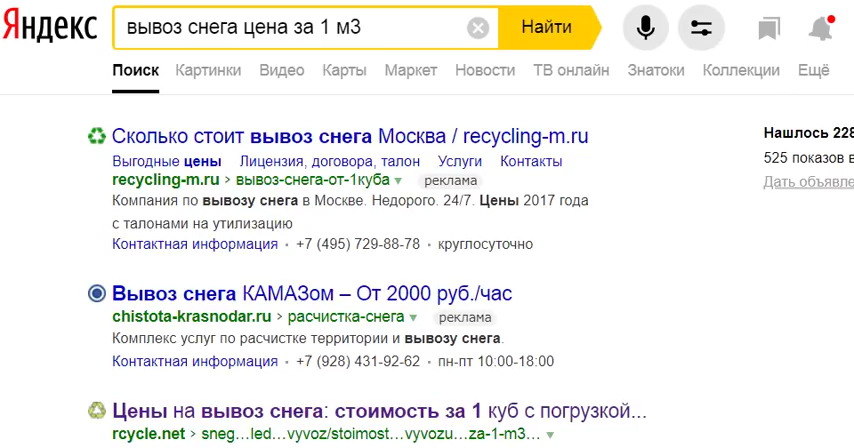 Яндекс вывоз снега цена за 1 м3 Найти
Поиск Картинки Видео Карты Маркет Новости ТВ онлайн Знатоки Коллекции Ещё
Сколько стоит вывоз снега Москва / recycling-m.ru
Нашлось 228
Выгодные цены Лицензия, договора, талон Услуги Контакты
525 показов в
recycling-m.ru › вывоз-снега-от-1куба реклама
Дать объявле
Компания по вывозу снега в Москве. Недорого. 24/7. Цены 2017 года
с талонами на утилизацию
Контактная информация · +7 (495) 729-88-78 · круглосуточно
Вывоз снега КАМАЗом – От 2000 руб./час
chistota-krasnodar.ru › расчистка-снега реклама
Комплекс услуг по расчистке территории и вывозу снега.
Контактная информация · +7 (928) 431-92-62 · пн-пт 10:00-18:00
Цены на вывоз снега: стоимость за 1 куб с погрузкой...
rcycle.net › sneg…led…vyvoz/stoimost…vyvozu…za-1-m3…